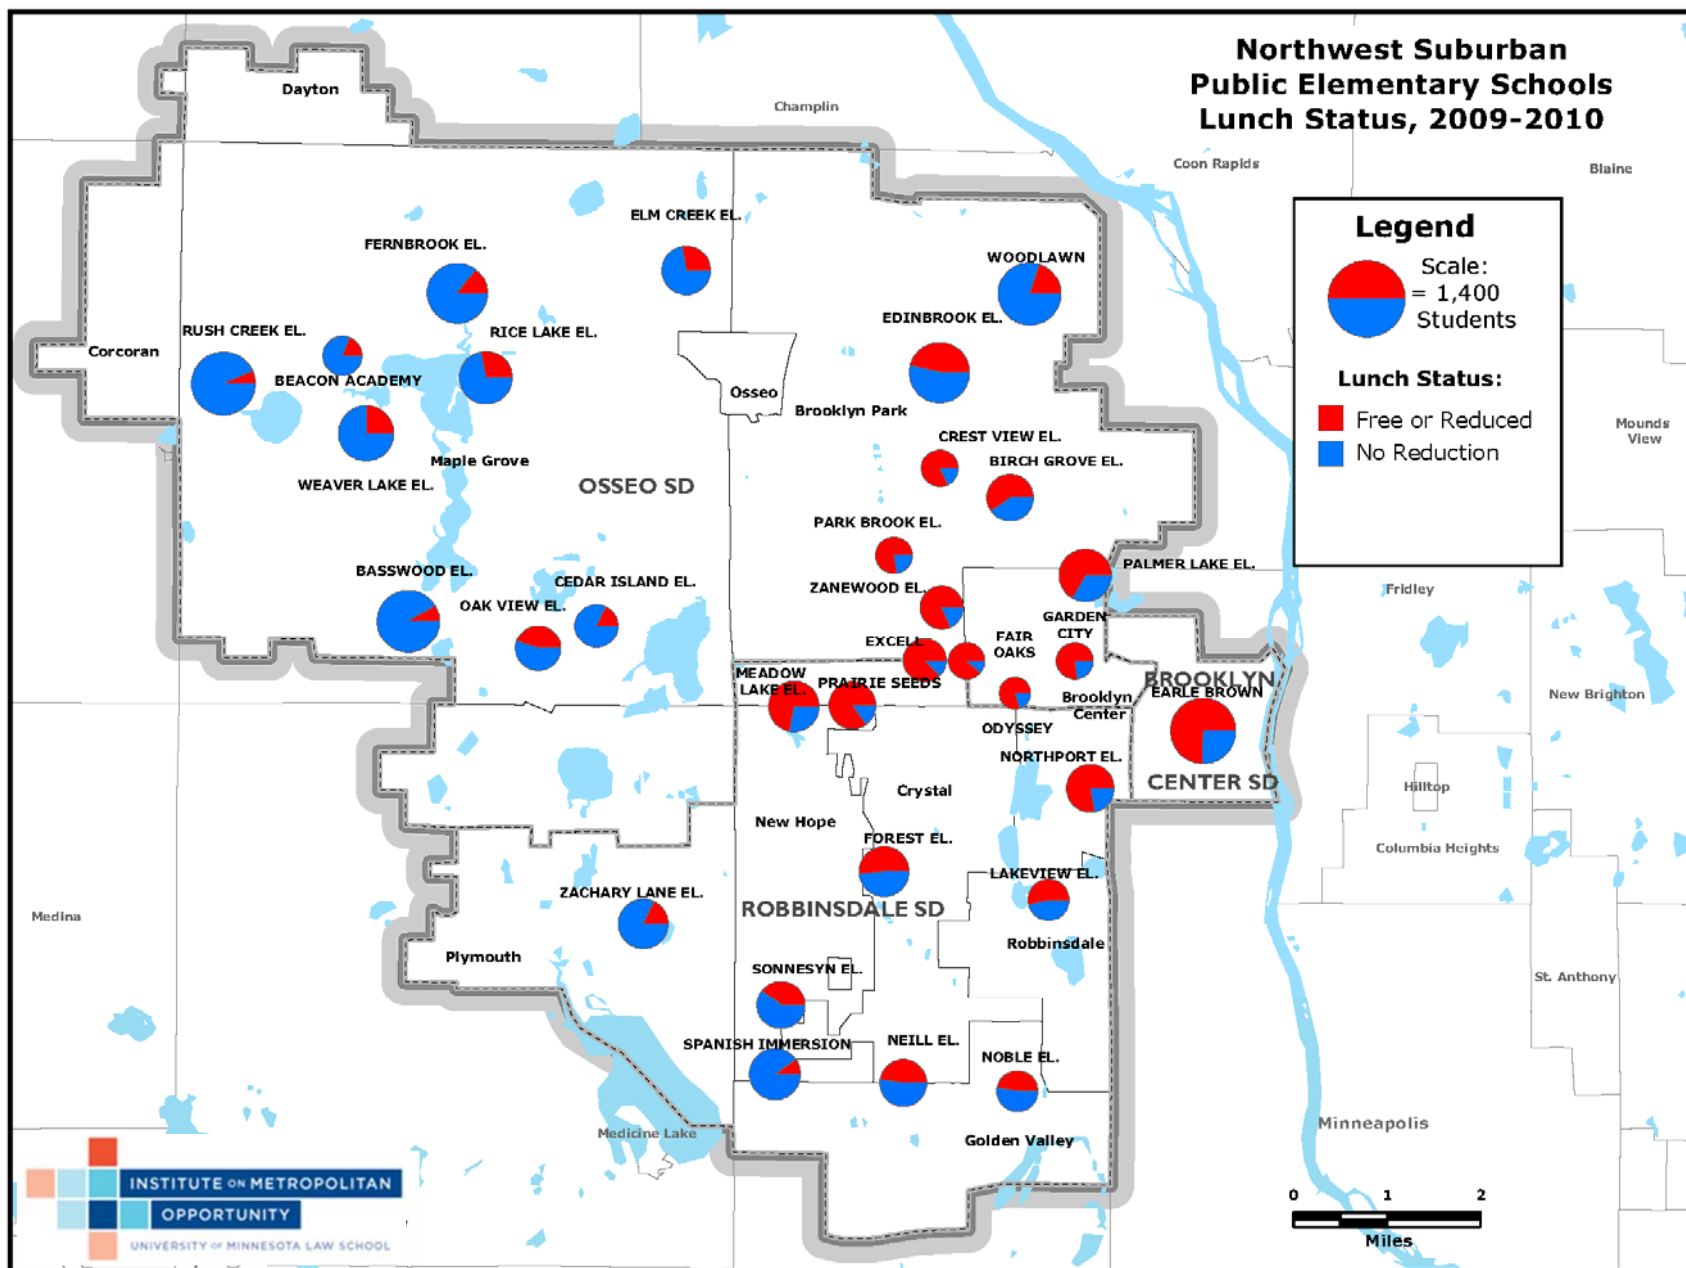 Northwest Suburban
Public Elementary Schools
Lunch Status, 2009-2010
Dayton
Champlin
Coon Rapids
Blaine
Legend
Scale:
= 1,400
Students
Lunch Status:
Free or Reduced
No Reduction
ELM CREEK EL.
FERNBROOK EL.
WOODLAWN
EDINBROOK EL.
RUSH CREEK EL.
RICE LAKE EL.
Corcoran
BEACON ACADEMY
Osseo
Brooklyn Park
Mounds
View
CREST VIEW EL.
BIRCH GROVE EL.
Maple Grove
WEAVER LAKE EL.
OSSEO SD
PARK BROOK EL.
BASSWOOD EL.
CEDAR ISLAND EL.
OAK VIEW EL.
ZANEWOOD EL.
PALMER LAKE EL.
Fridley
GARDEN
CITY
FAIR
OAKS
EXCELL
MEADOW
LAKE EL.
PRAIRIE SEEDS
BROOKLYN
EARLE BROWN
Brooklyn
Center
New Brighton
ODYSSEY
NORTHPORT EL.
CENTER SD
Hilltop
Crystal
New Hope
FOREST EL.
Columbia Heights
LAKEVIEW EL.
ZACHARY LANE EL.
ROBBINSDALE SD
Medina
Robbinsdale
Plymouth
SONNESYN EL.
St. Anthony
SPANISH IMMERSION
NEILL EL.
NOBLE EL.
Medicine Lake
Golden Valley
Minneapolis
INSTITUTE ON METROPOLITAN
OPPORTUNITY
UNIVERSITY OF MINNESOTA LAW SCHOOL
0 1 2
Miles